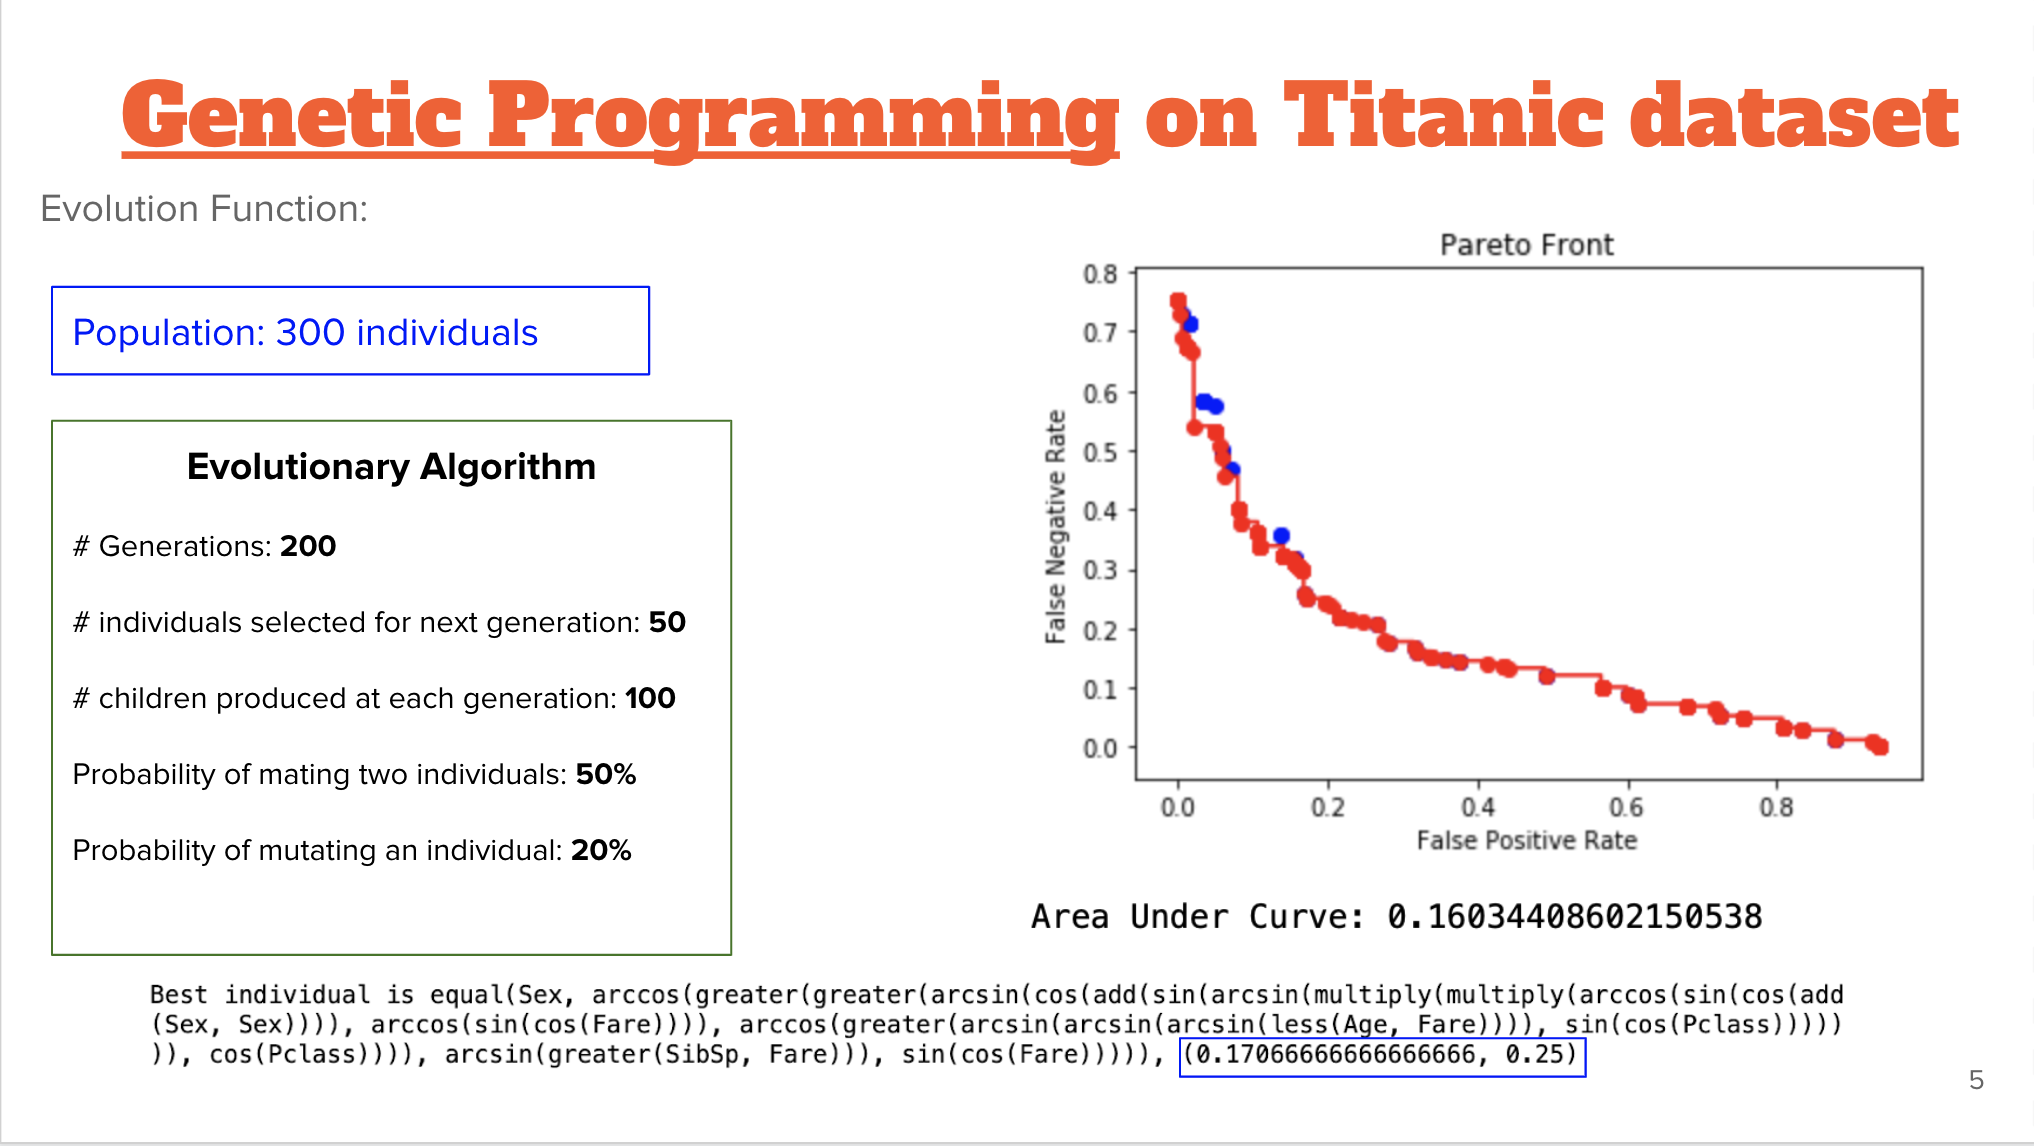 Genetic Programming on Titanic dataset
Evolution Function:
Population: 300 individuals
Evolutionary Algorithm
# Generations: 200
# individuals selected for next generation: 50
# children produced at each generation: 100
Probability of mating two individuals: 50%
Probability of mutating an individual: 20%
Pareto Front
0.8
0.7
0.6
0.5
0.4
0.3
0.2
0.1
0.0
False Negative Rate
0.0 0.2 0.4 0.6 0.8
False Positive Rate
Area Under Curve: 0.16034408602150538
Best individual is equal(Sex, arccos(greater(greater(arcsin(cos(add(sin(arcsin(multiply(multiply(arccos(sin(cos(add
(Sex, Sex)))), arccos(sin(cos(Fare)))), arccos(greater(arcsin(arcsin(arcsin(less(Age, Fare)))), sin(cos(Pclass)))))
)), cos(Pclass)))), arcsin(greater(SibSp, Fare))), sin(cos(Fare))))), (0.17066666666666666, 0.25)
5